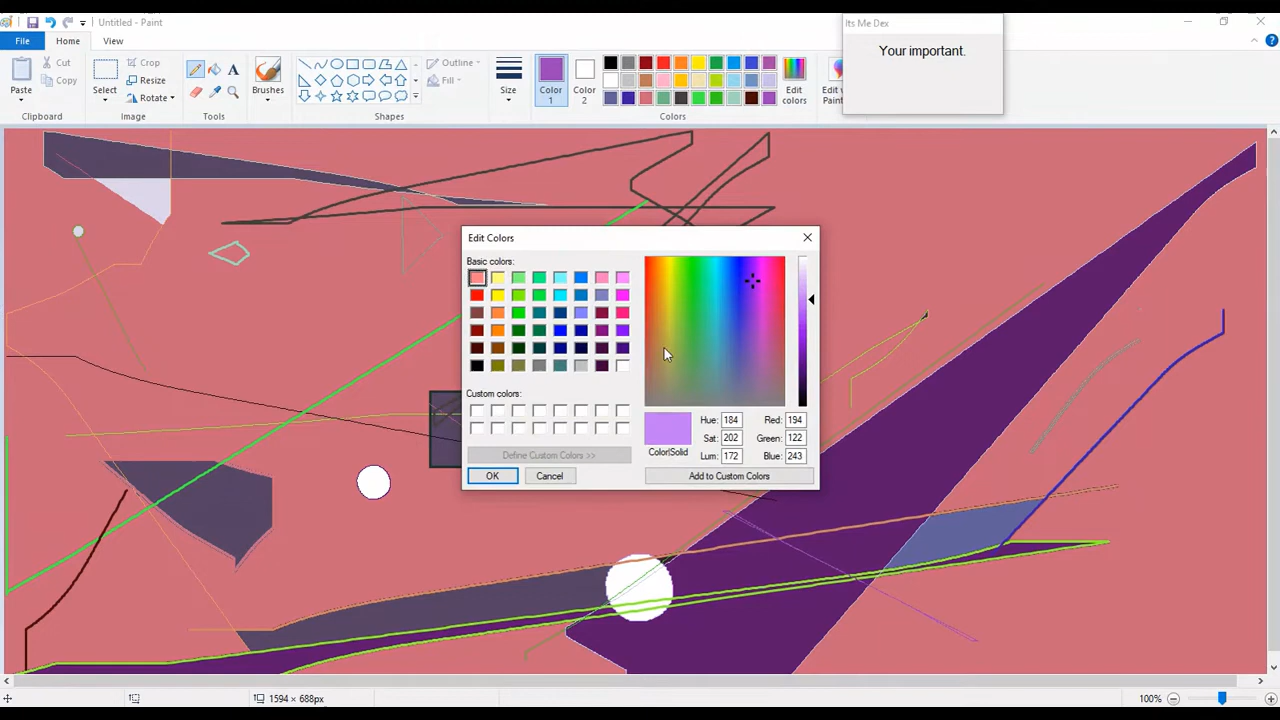 Untitled - Paint
Its Me Dex
File Home View
Your important.
Paste
Cut
Copy
Clipboard
Select
Crop
Resize
Rotate
Image
A
Tools
Brushes
Outline
Fill
Shapes
Size
Color
1
Color
2
Edit
colors
Colors
Edit w
Paint
Edit Colors
Basic colors:
Custom colors:
Define Custom Colors >>
OK Cancel
Hue: 184 Red: 194
Sat: 202 Green: 122
Color|Solid Lum: 172 Blue: 243
Add to Custom Colors
1594 × 688px 100%